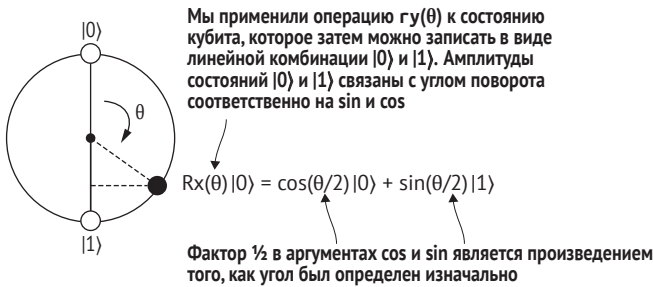 Мы применили операцию ry(θ) к состоянию
кубита, которое затем можно записать в виде
линейной комбинации |0⟩ и |1⟩. Амплитуды
состояний |0⟩ и |1⟩ связаны с углом поворота
соответственно на sin и cos
|0⟩
θ
Rx(θ)|0⟩ = cos(θ/2)|0⟩ + sin(θ/2)|1⟩
|1⟩
Фактор ½ в аргументах cos и sin является произведением
того, как угол был определен изначально